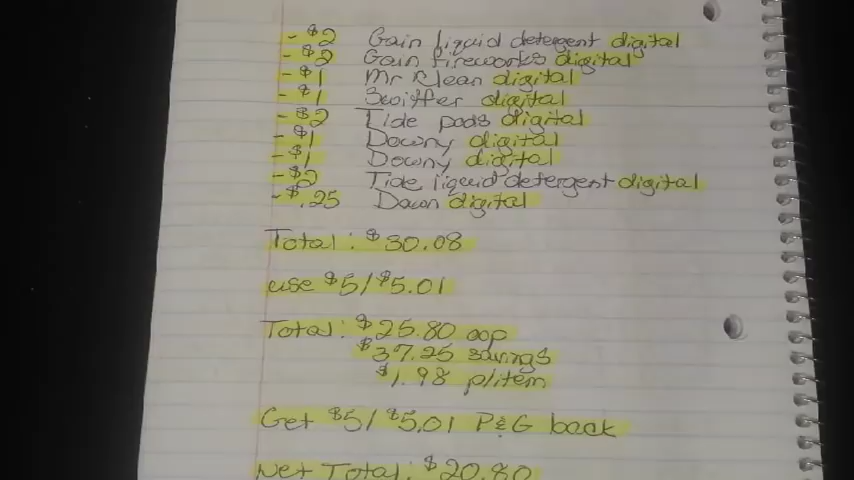 - $2 Gain liquid detergent digital
- $2 Gain fireworks digital
- $1 Mr Klean digital
- $1 Swiffer digital
- $2 Tide pods digital
- $1 Downy digital
- $1 Downy digital
- $2 Tide liquid detergent digital
- $.25 Dawn digital
Total: $30.08
use $5/$5.01
Total: $25.80 oop
$37.25 savings
$1.98 p/item
Get $5/$5.01 P&G back
Net Total: $20.80